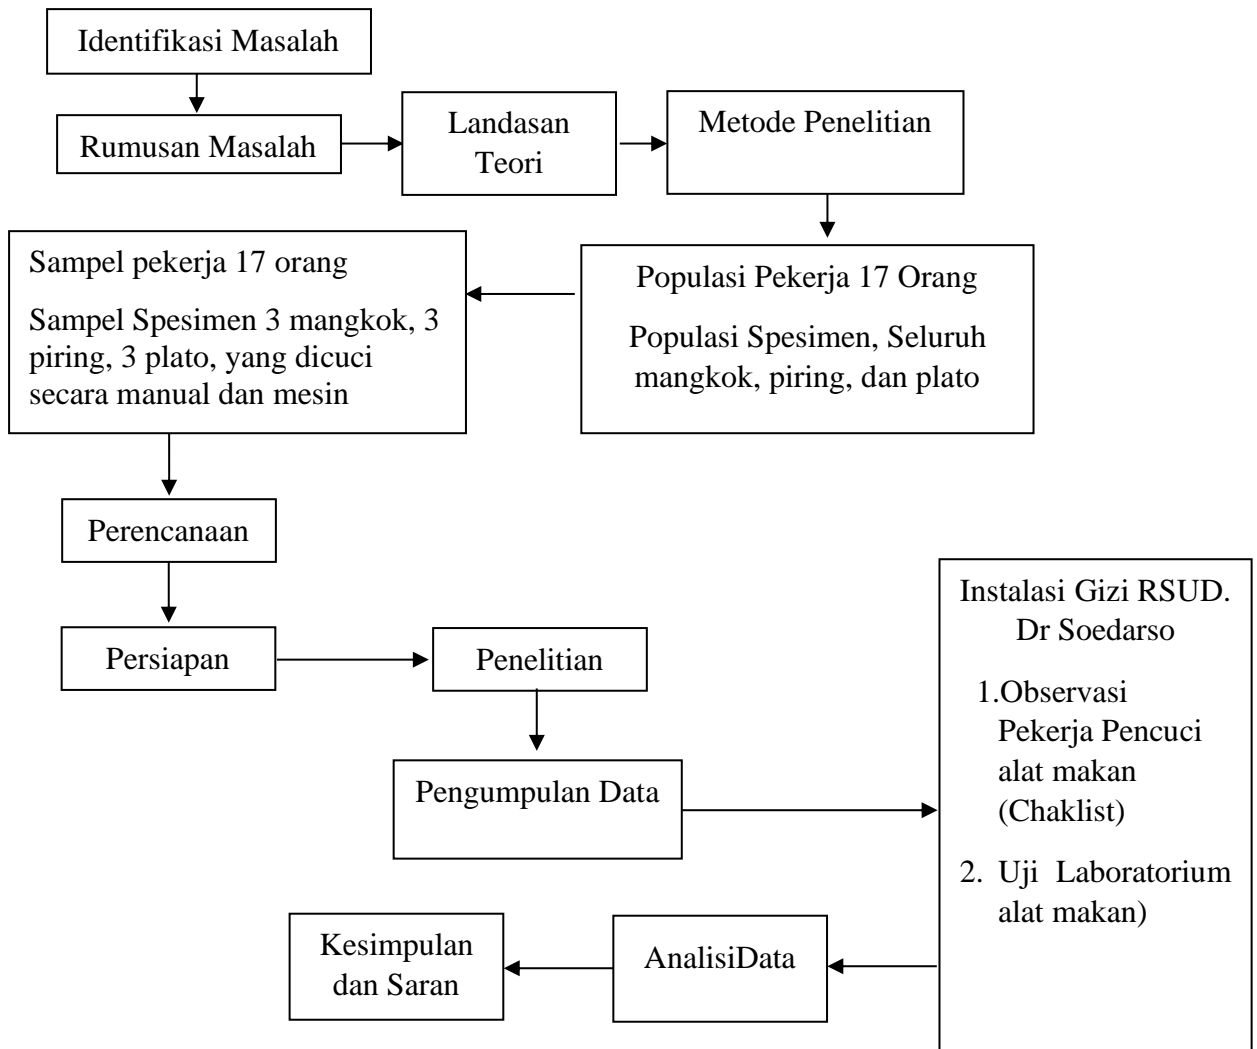 Identifikasi Masalah
Rumusan Masalah
Landasan
Teori
Metode Penelitian
Populasi Pekerja 17 Orang
Populasi Spesimen, Seluruh
mangkok, piring, dan plato
Sampel pekerja 17 orang
Sampel Spesimen 3 mangkok, 3
piring, 3 plato, yang dicuci
secara manual dan mesin
Perencanaan
Persiapan
Penelitian
Pengumpulan Data
Instalasi Gizi RSUD.
Dr Soedarso
1.Observasi
Pekerja Pencuci
alat makan
(Chaklist)
2. Uji Laboratorium
alat makan)
AnalisiData
Kesimpulan
dan Saran